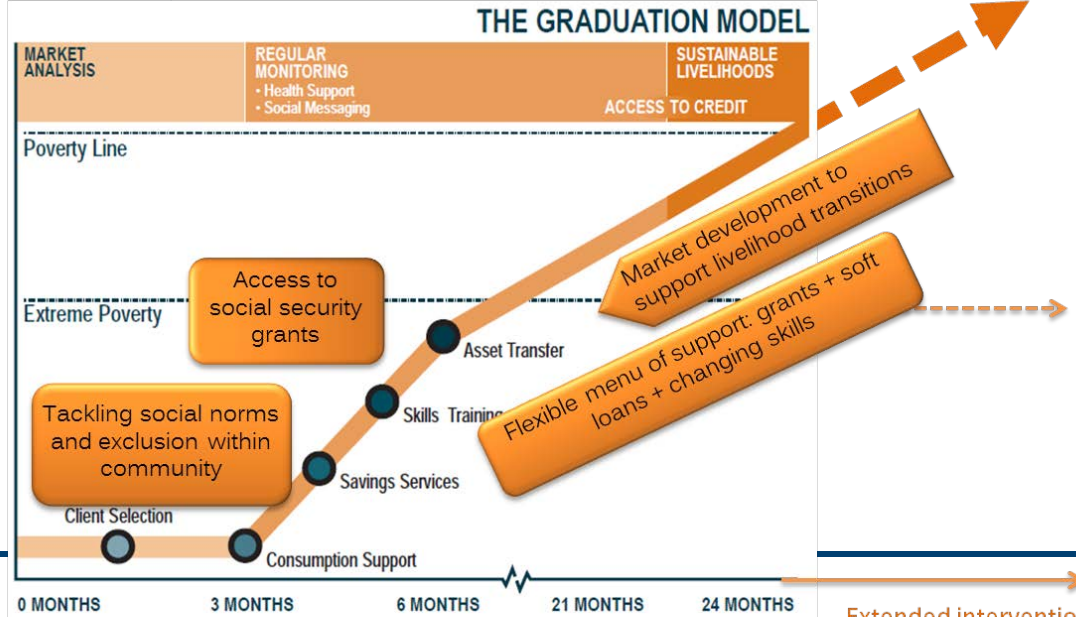 THE GRADUATION MODEL
MARKET
ANALYSIS
REGULAR
MONITORING
• Health Support
• Social Messaging
SUSTAINABLE
LIVELIHOODS
ACCESS TO CREDIT
Poverty Line
Market development to
support livelihood transitions
Access to
social security
grants
Extreme Poverty
Flexible menu of support: grants + soft
loans + changing skills
Asset Transfer
Skills Training
Tackling social norms
and exclusion within
community
Savings Services
Client Selection
Consumption Support
0 MONTHS
3 MONTHS
6 MONTHS
21 MONTHS
24 MONTHS
Extended